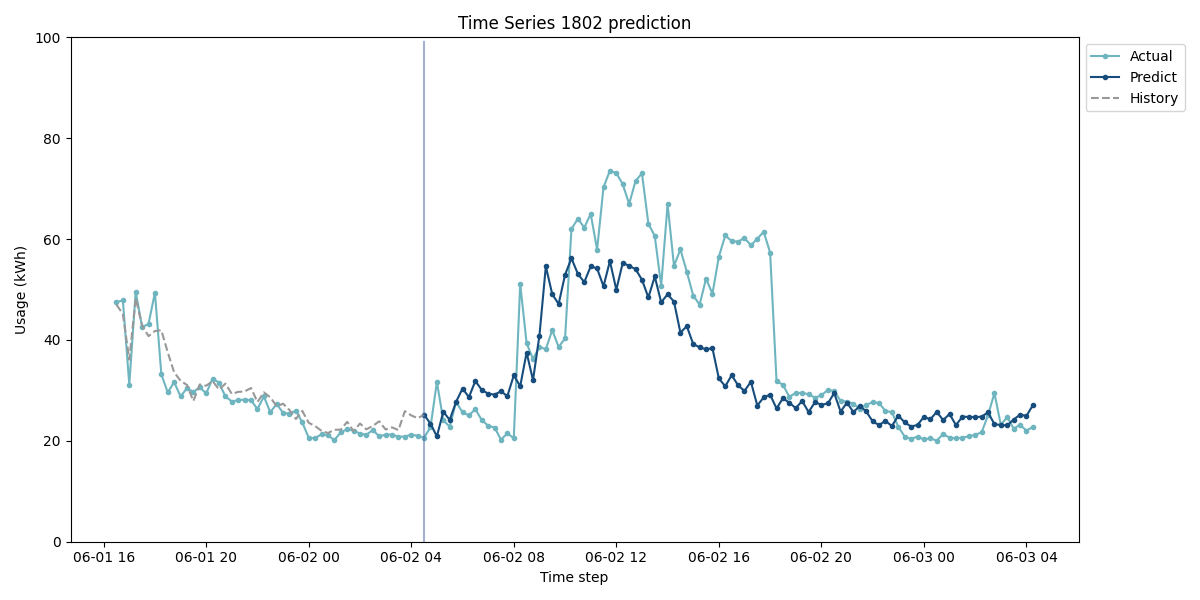 Time Series 1802 prediction
Usage (kWh)
100
80
60
40
20
0
06-01 16
06-01 20
06-02 00
06-02 04
06-02 08
06-02 12
06-02 16
06-02 20
06-03 00
06-03 04
Time step
Actual
Predict
History